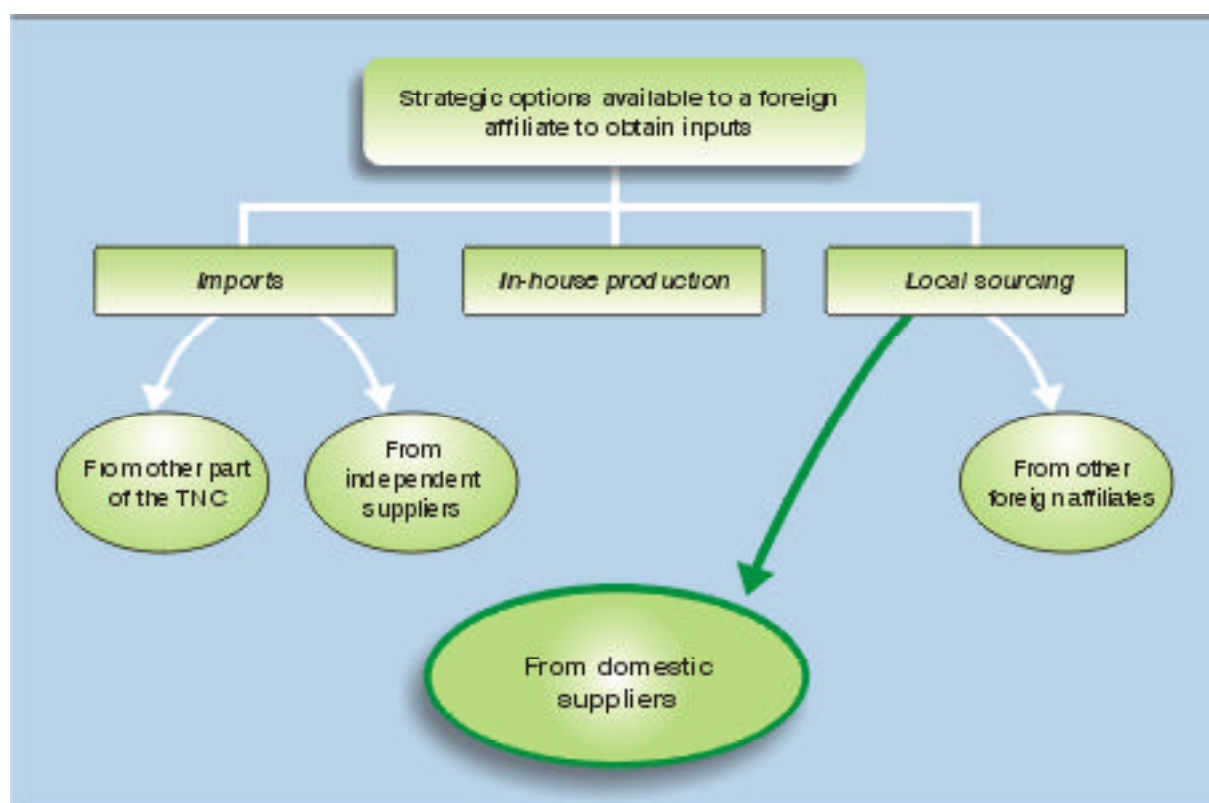 Strategic options available to a foreign
affiliate to obtain inputs
Imports
In-house production
Local sourcing
From other part
of the TNC
From
independent
suppliers
From other
foreign affiliates
From domestic
suppliers